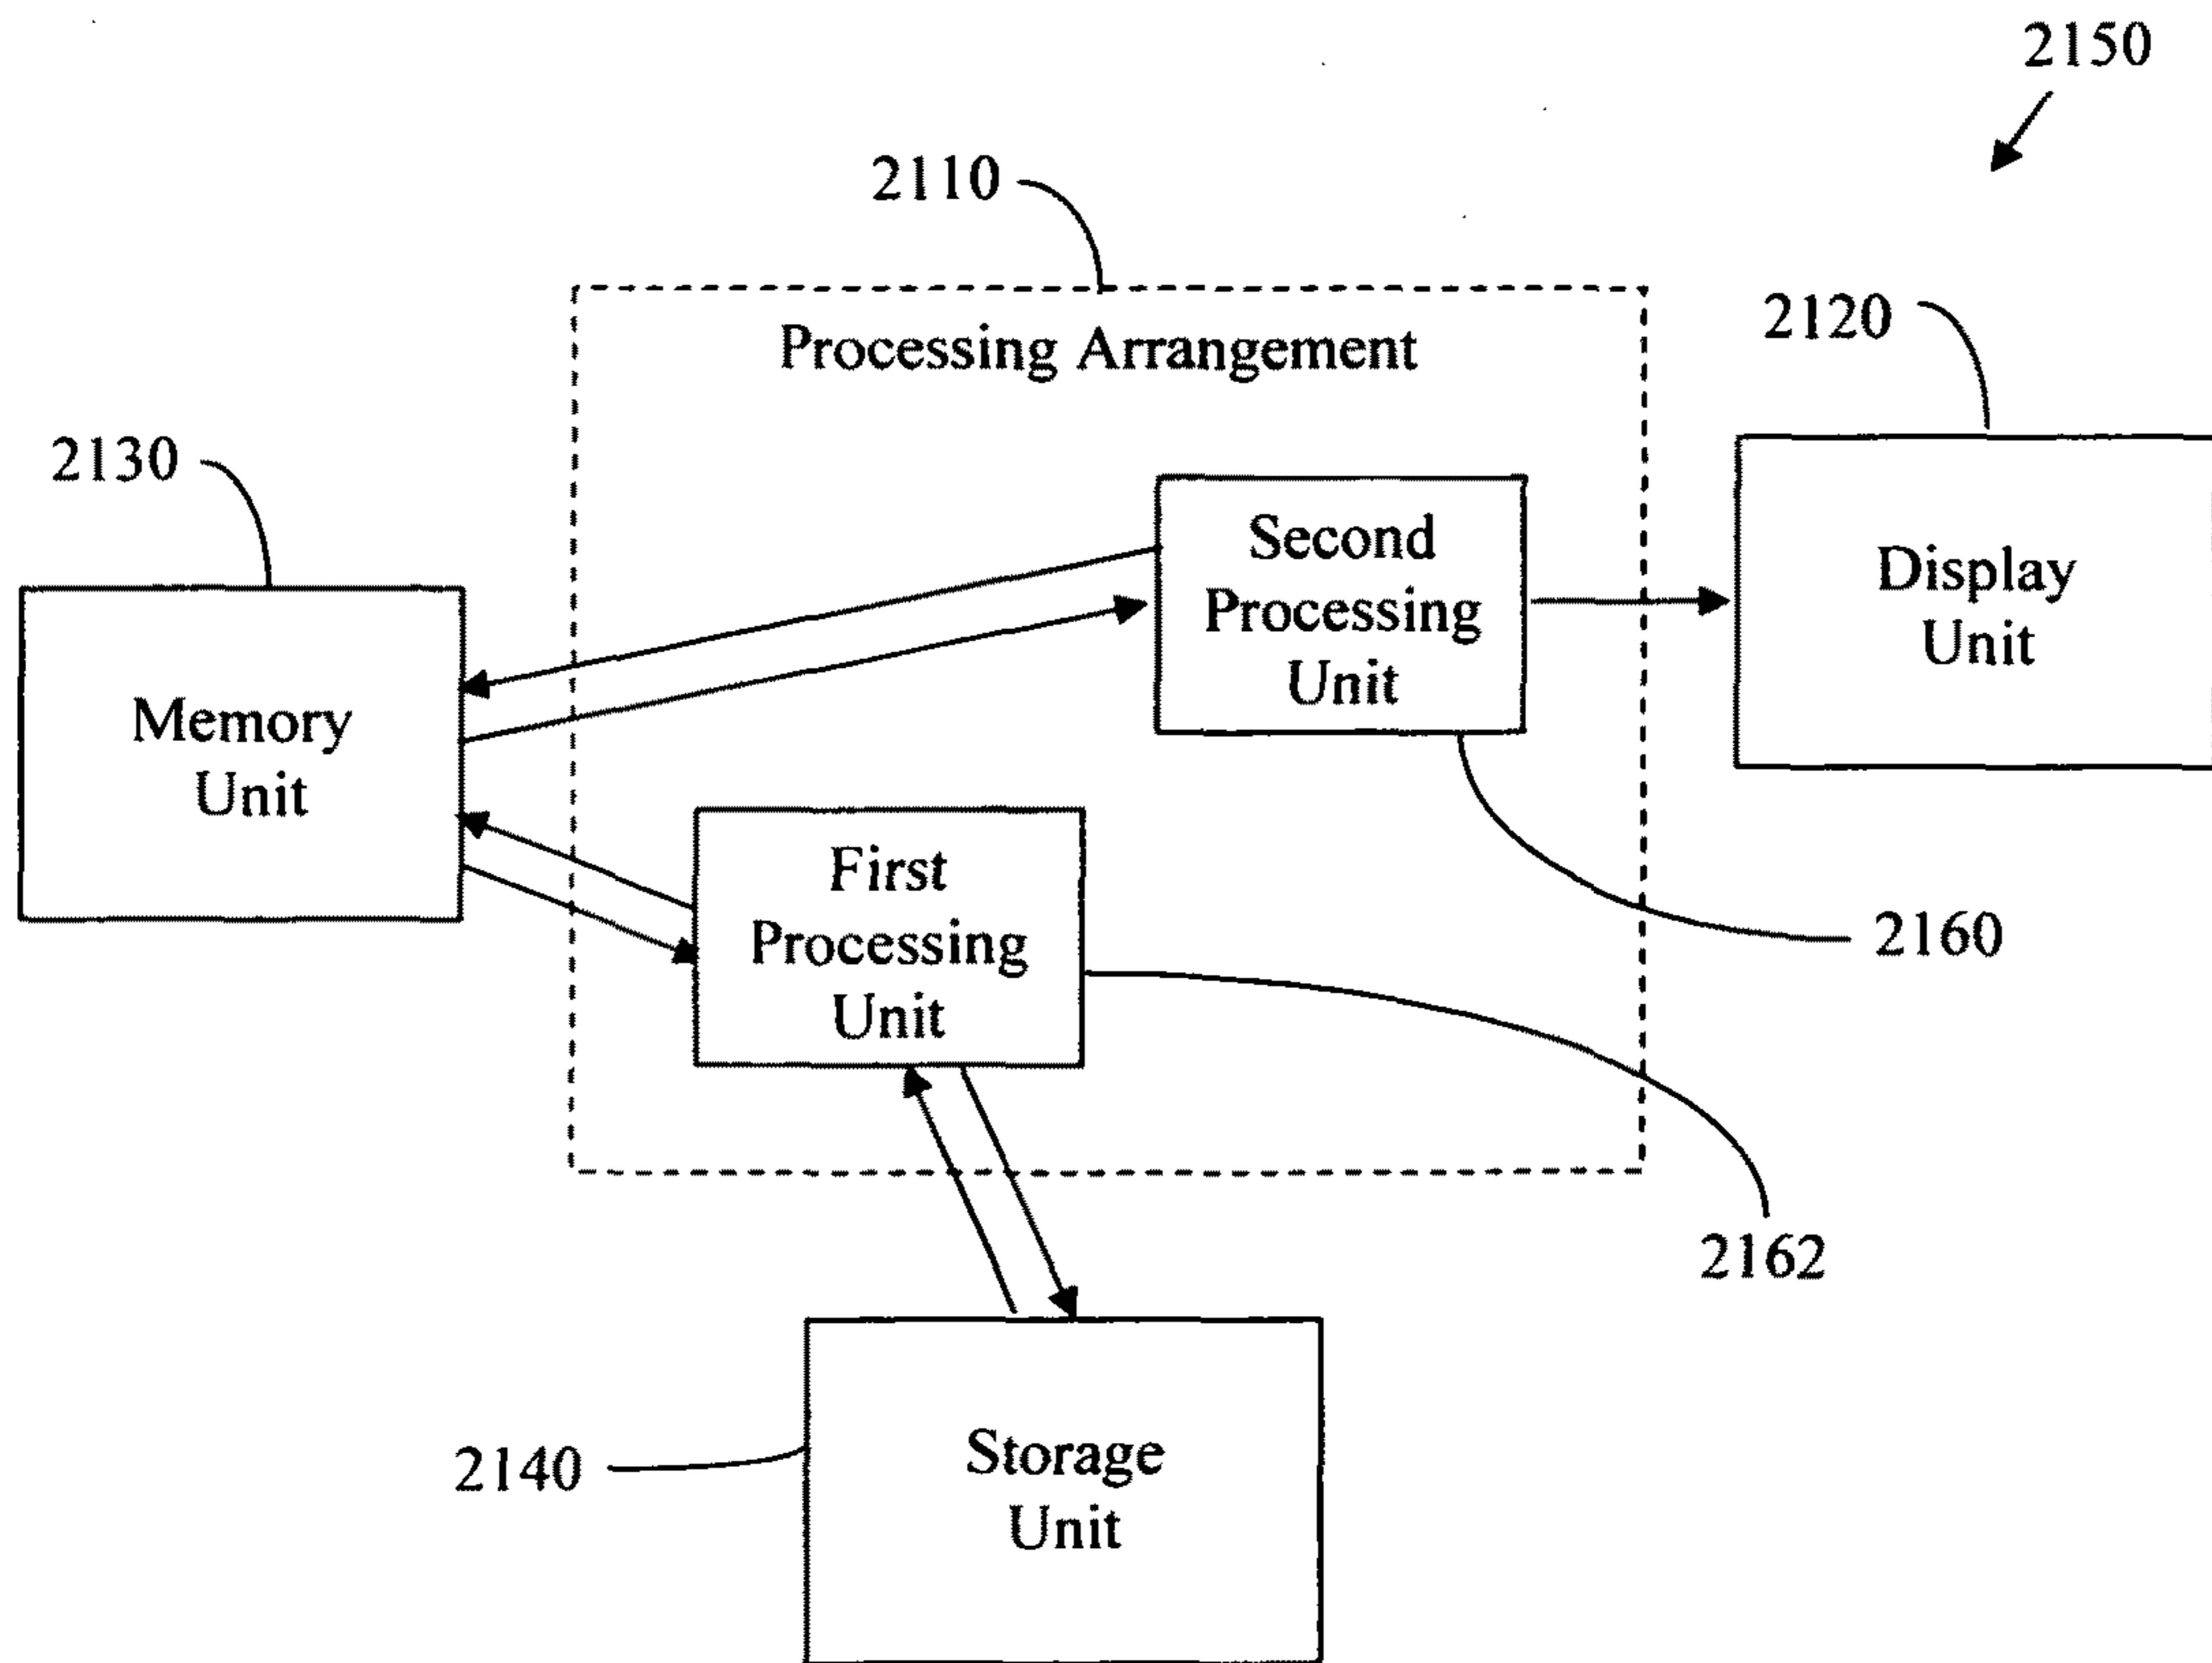 2150
2110
Processing Arrangement
2120
2130
Second
Processing
Unit
Display
Unit
Memory
Unit
First
Processing
Unit
2160
2162
2140
Storage
Unit